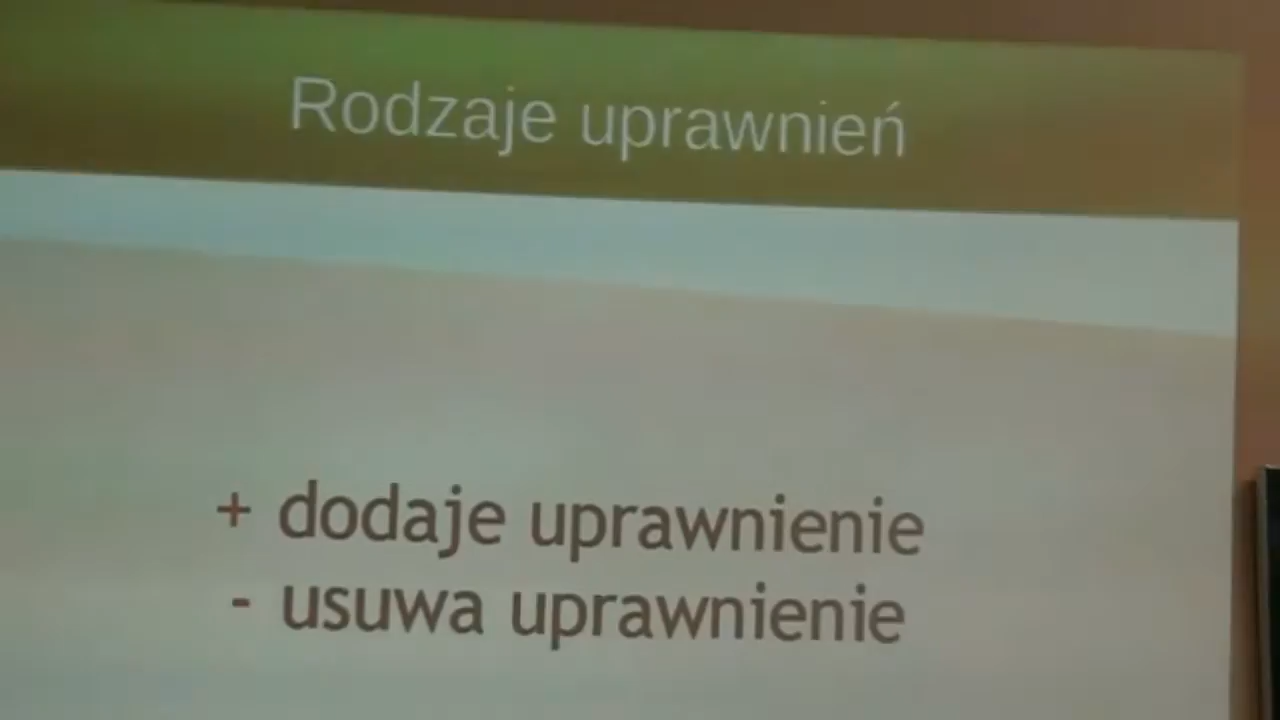 Rodzaje uprawnień
+ dodaje uprawnienie
- usuwa uprawnienie